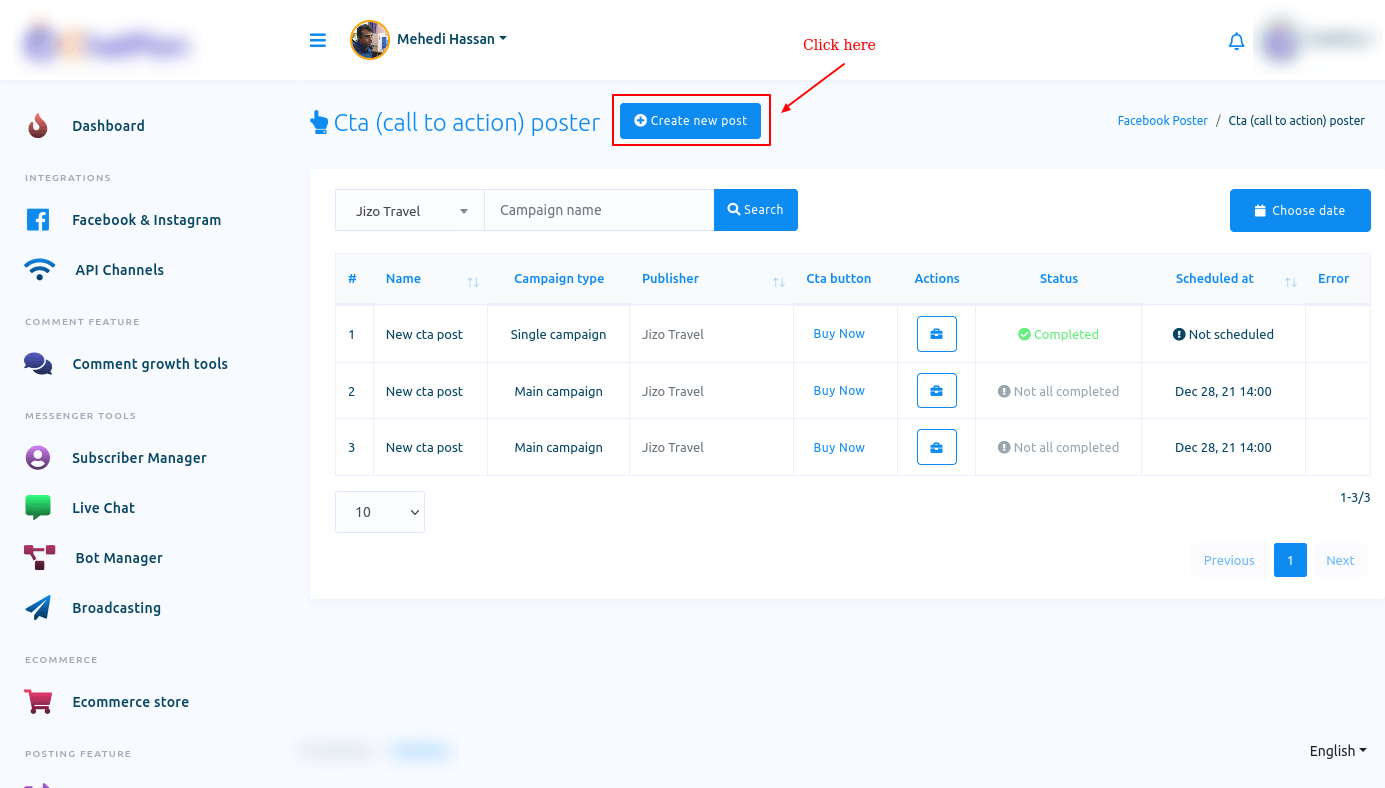 Mehedi Hassan
Click here
Dashboard
INTEGRATIONS
Facebook & Instagram
API Channels
COMMENT FEATURE
Comment growth tools
MESSENGER TOOLS
Subscriber Manager
Live Chat
Bot Manager
Broadcasting
ECOMMERCE
Ecommerce store
POSTING FEATURE
Cta (call to action) poster
Create new post
Facebook Poster / Cta (call to action) poster
Jizo Travel Campaign name Search Choose date
# Name Campaign type Publisher Cta button Actions Status Scheduled at Error
1 New cta post Single campaign Jizo Travel Buy Now Completed Not scheduled
2 New cta post Main campaign Jizo Travel Buy Now Not all completed Dec 28, 21 14:00
3 New cta post Main campaign Jizo Travel Buy Now Not all completed Dec 28, 21 14:00
10
1-3/3
Previous 1 Next
English